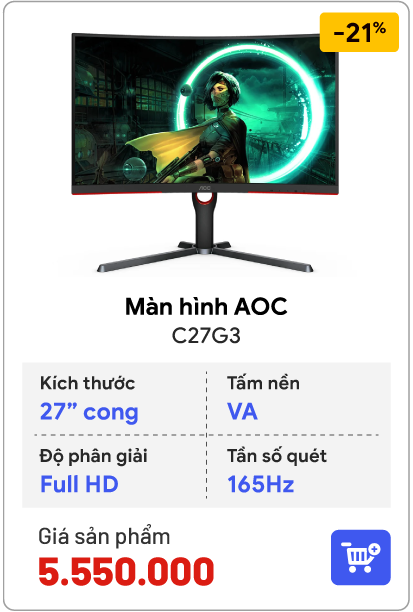 -21%
AOC
Màn hình AOC
C27G3
Kích thước
27” cong
Tấm nền
VA
Độ phân giải
Full HD
Tần số quét
165Hz
Giá sản phẩm
5.550.000